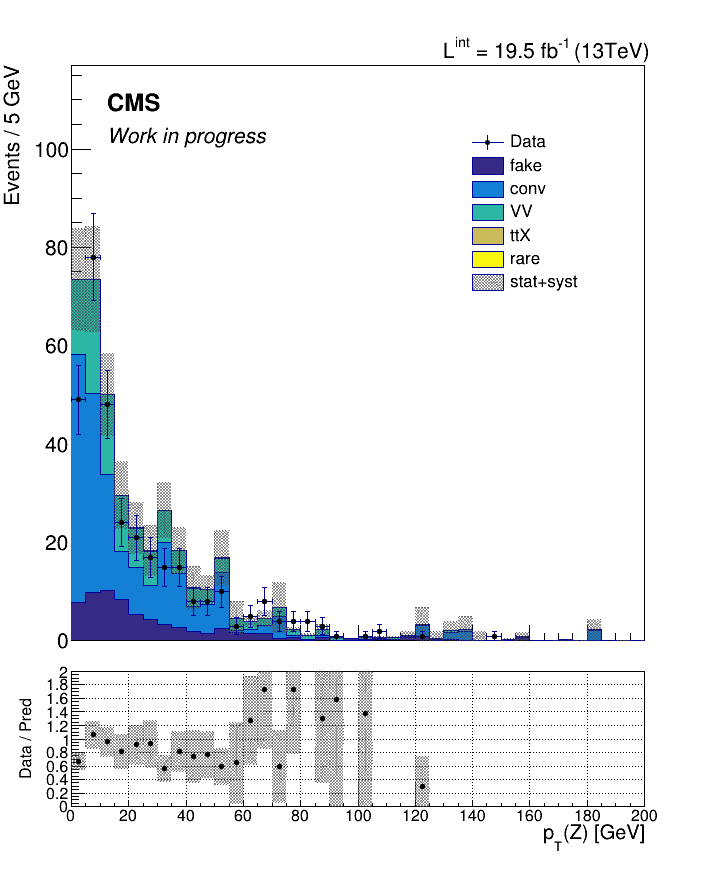 L^int = 19.5 fb^-1 (13TeV)
Events / 5 GeV
CMS
Work in progress
Data
fake
conv
VV
ttX
rare
stat+syst
100
80
60
40
20
0
Data / Pred
2
1.8
1.6
1.4
1.2
1
0.8
0.6
0.4
0.2
0
0 20 40 60 80 100 120 140 160 180 200
p_T(Z) [GeV]